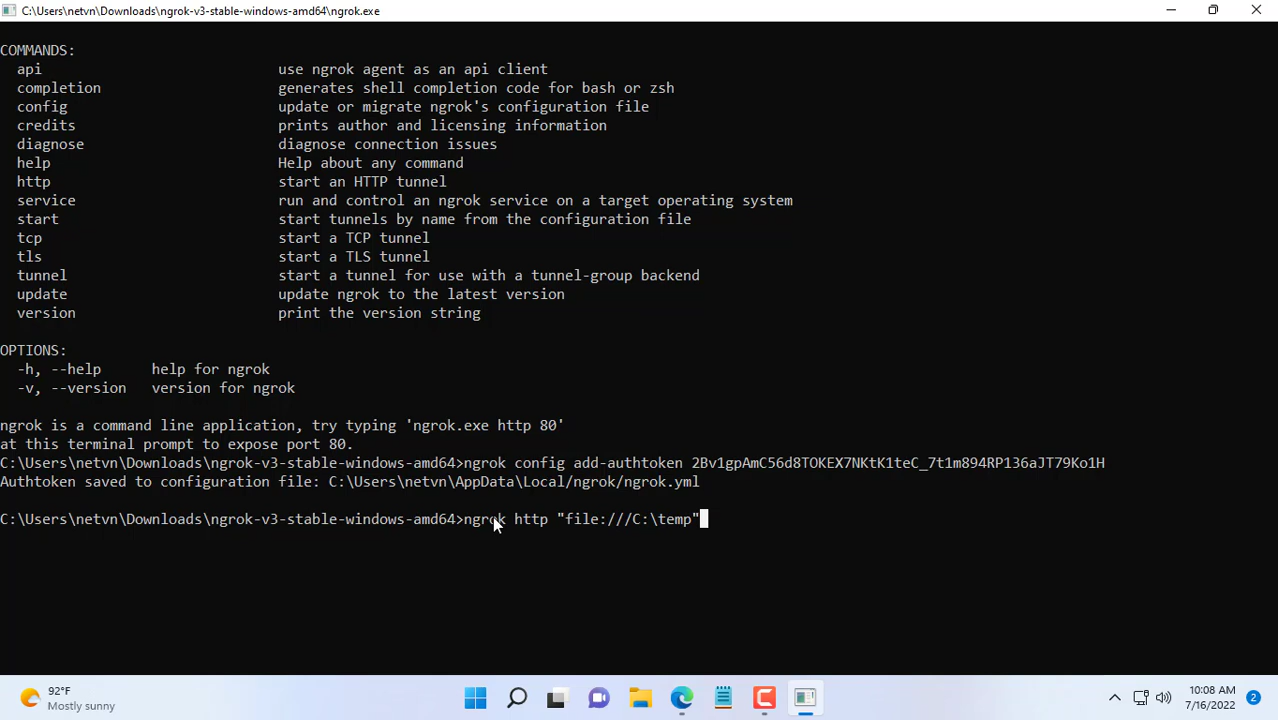 C:\Users\netvn\Downloads\ngrok-v3-stable-windows-amd64\ngrok.exe
COMMANDS:
api use ngrok agent as an api client
completion generates shell completion code for bash or zsh
config update or migrate ngrok's configuration file
credits prints author and licensing information
diagnose diagnose connection issues
help Help about any command
http start an HTTP tunnel
service run and control an ngrok service on a target operating system
start start tunnels by name from the configuration file
tcp start a TCP tunnel
tls start a TLS tunnel
tunnel start a tunnel for use with a tunnel-group backend
update update ngrok to the latest version
version print the version string
OPTIONS:
-h, --help help for ngrok
-v, --version version for ngrok
ngrok is a command line application, try typing 'ngrok.exe http 80'
at this terminal prompt to expose port 80.
C:\Users\netvn\Downloads\ngrok-v3-stable-windows-amd64>ngrok config add-authtoken 2Bv1gpAmC56d8TOKEX7NKtK1teC_7t1m894RP136aJT79Ko1H
Authtoken saved to configuration file: C:\Users\netvn\AppData\Local/ngrok/ngrok.yml
C:\Users\netvn\Downloads\ngrok-v3-stable-windows-amd64>ngrok http "file:///C:\temp"
92°F
Mostly sunny
10:08 AM
7/16/2022
2